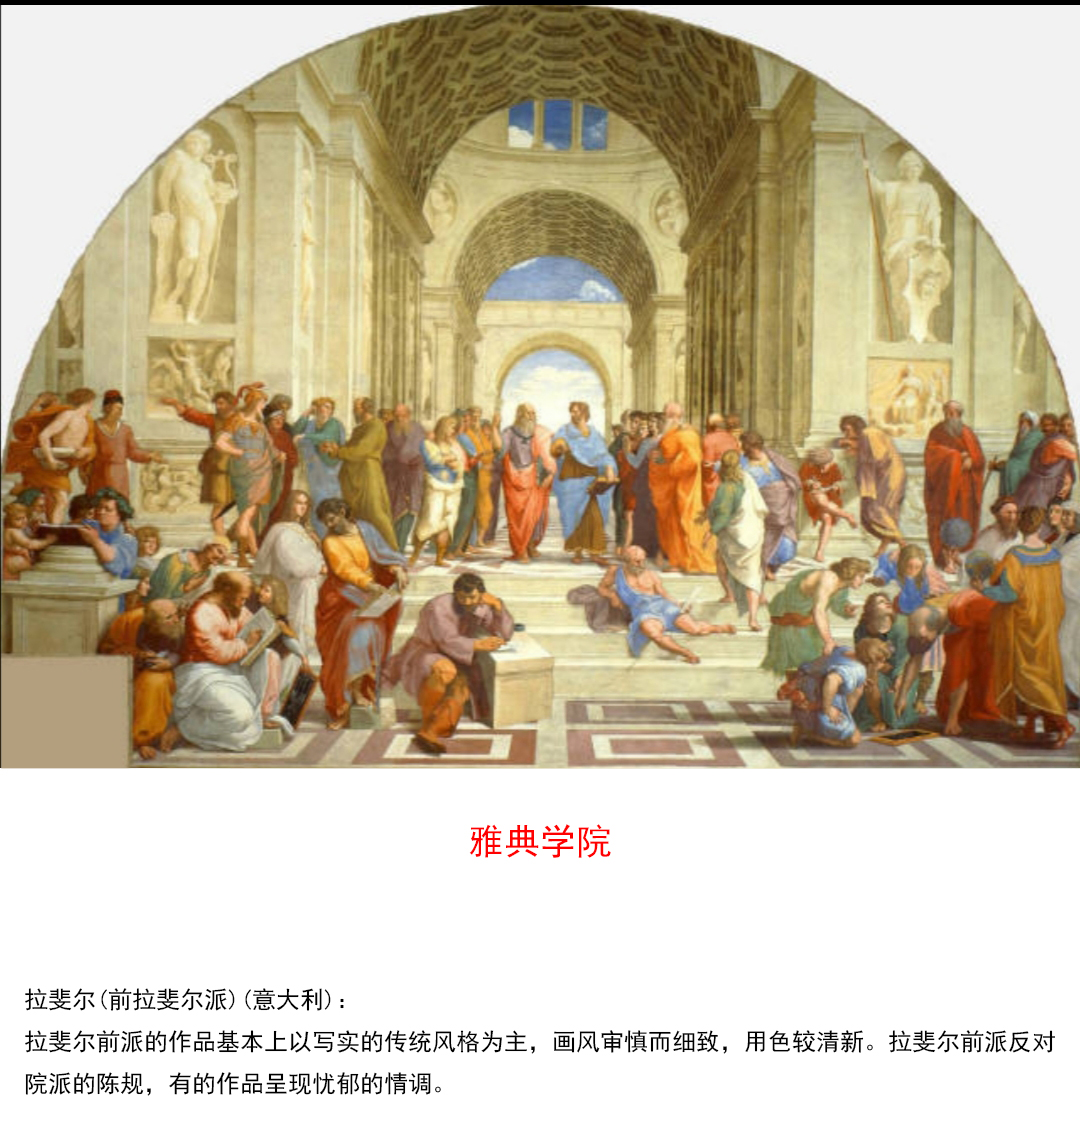 雅典学院
拉斐尔(前拉斐尔派)(意大利):
拉斐尔前派的作品基本上以写实的传统风格为主，画风审慎而细致，用色较清新。拉斐尔前派反对
院派的陈规，有的作品呈现忧郁的情调。